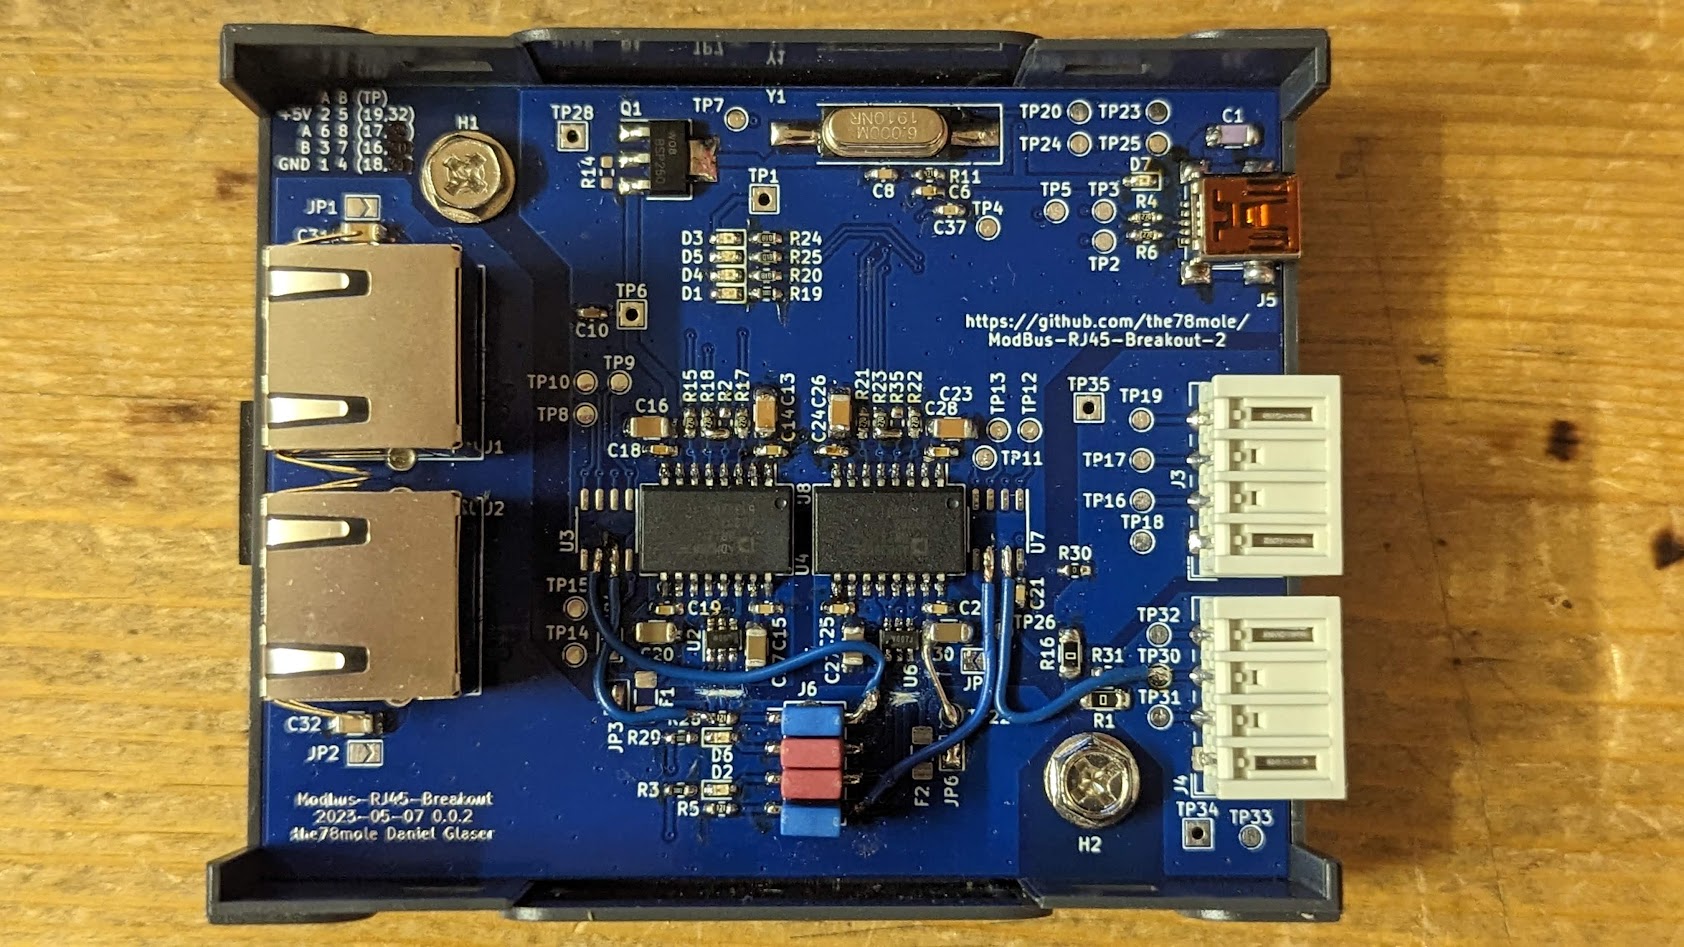 A B (TP)
+5V 2 5 (19,32)
A 6 8 (17,
B 3 7 (16,
GND 1 4 (18,
H1
JP1
C31
TP28
Q1
R14
TP7
Y1
6.000M
1910NR
BSP250
TP1
C8
R11
C6
C37
TP4
TP20
TP23
TP24
TP25
D7
C1
TP5
TP3
R4
TP2
R6
J5
D3
R24
D5
R25
D4
R20
D1
R19
TP6
C10
https://github.com/the78mole/
ModBus-RJ45-Breakout-2
TP9
TP10
TP8
J1
J2
R15
R18
R2
R17
C14
C13
C16
C18
C24
C26
R21
R23
R35
R22
C23
C28
TP13
TP12
TP11
TP35
TP19
TP17
TP16
TP18
J3
U3
U8
U4
U7
R30
TP15
TP14
C19
C20
U2
C15
C25
U6
C21
TP26
R16
R31
R1
TP32
TP30
TP31
J6
F1
JP3
R29
D6
D2
R3
R5
F2
JP6
H2
J4
TP34
TP33
C32
JP2
Modbus-RJ45-Breakout
2023-05-07 0.0.2
the78mole Daniel Glaser